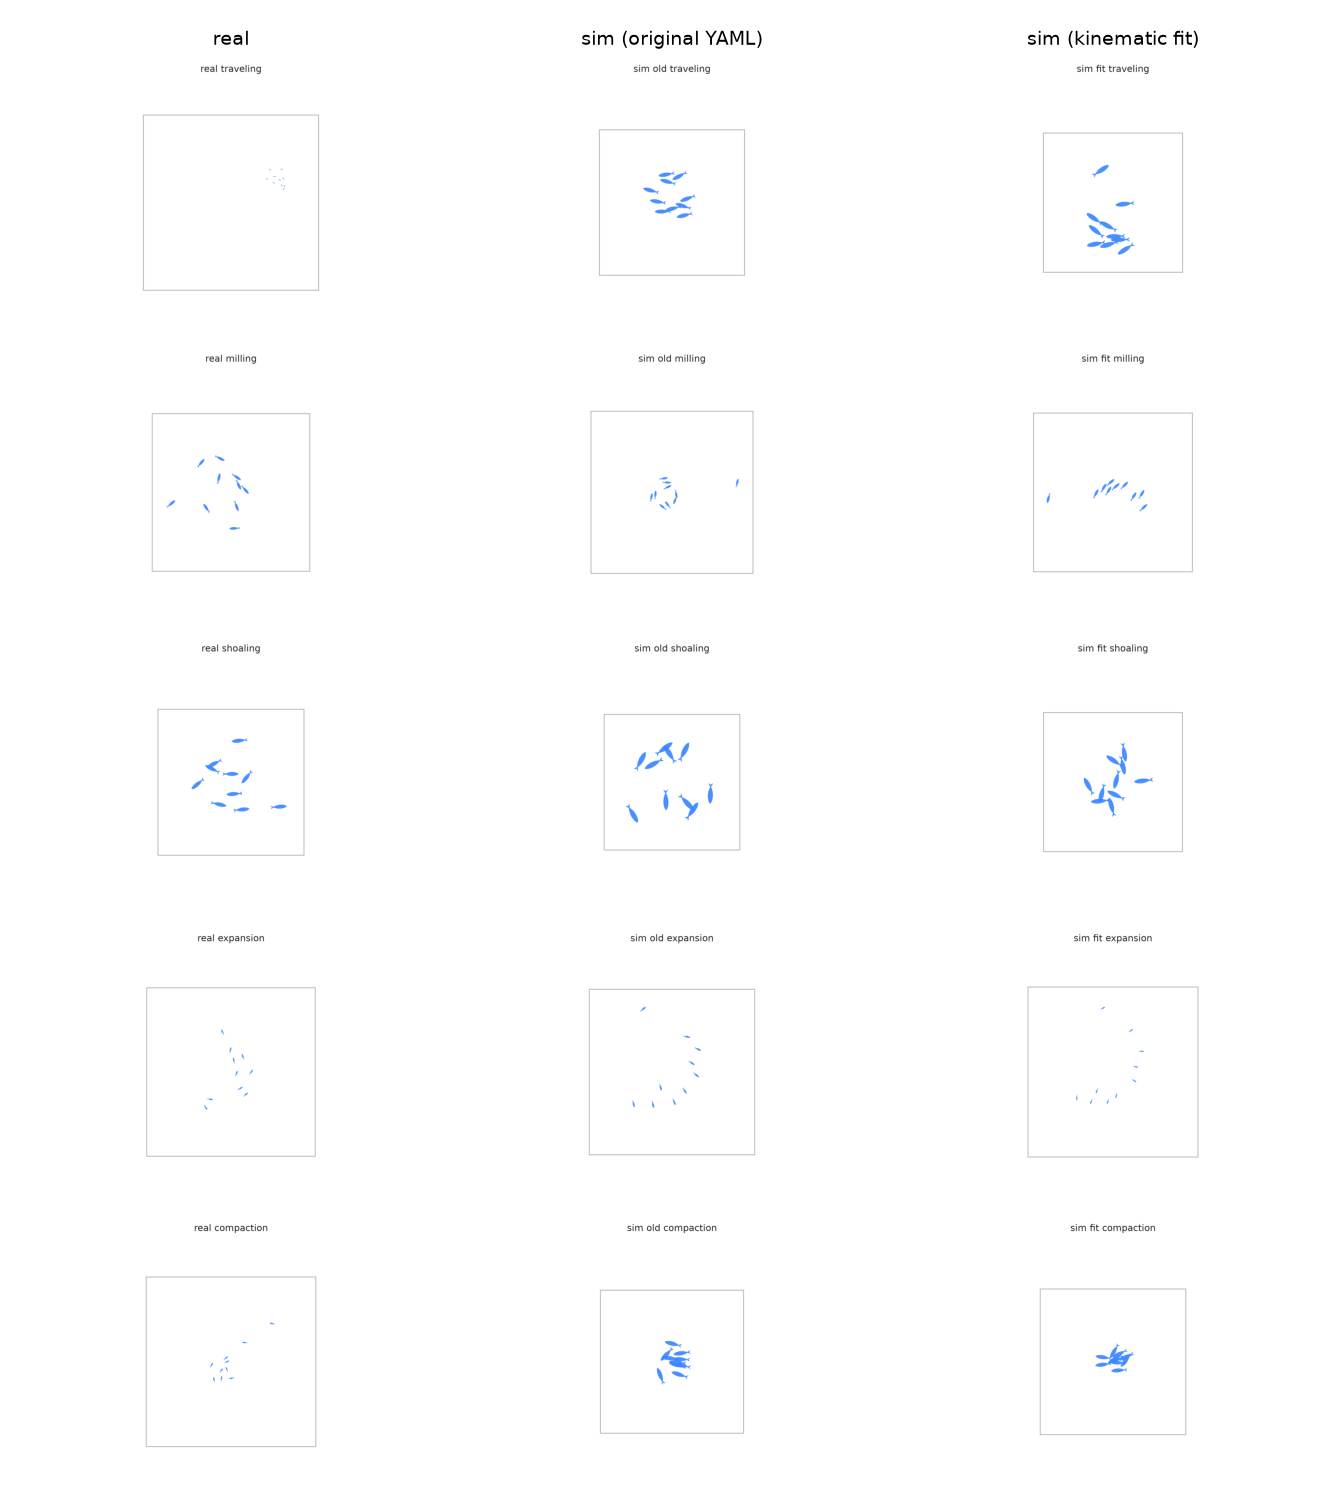 real
sim (original YAML)
sim (kinematic fit)
real traveling
sim old traveling
sim fit traveling
real milling
sim old milling
sim fit milling
real shoaling
sim old shoaling
sim fit shoaling
real expansion
sim old expansion
sim fit expansion
real compaction
sim old compaction
sim fit compaction